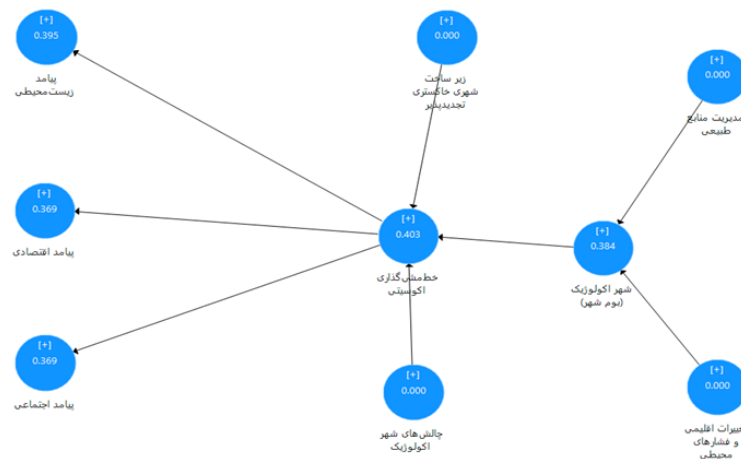 [+]
0.395
پیامد
زیست‌محیطی
[+]
0.000
زیر ساخت
شهری خاکستری
تجدیدپذیر
[+]
0.000
مدیریت منابع
طبیعی
[+]
0.369
پیامد اقتصادی
[+]
0.403
خط‌مشی‌گذاری
اکوسیتی
[+]
0.384
شهر اکولوژیک
(بوم شهر)
[+]
0.369
پیامد اجتماعی
[+]
0.000
چالش‌های شهر
اکولوژیک
[+]
0.000
غییرات اقلیمی
و فشارهای
محیطی